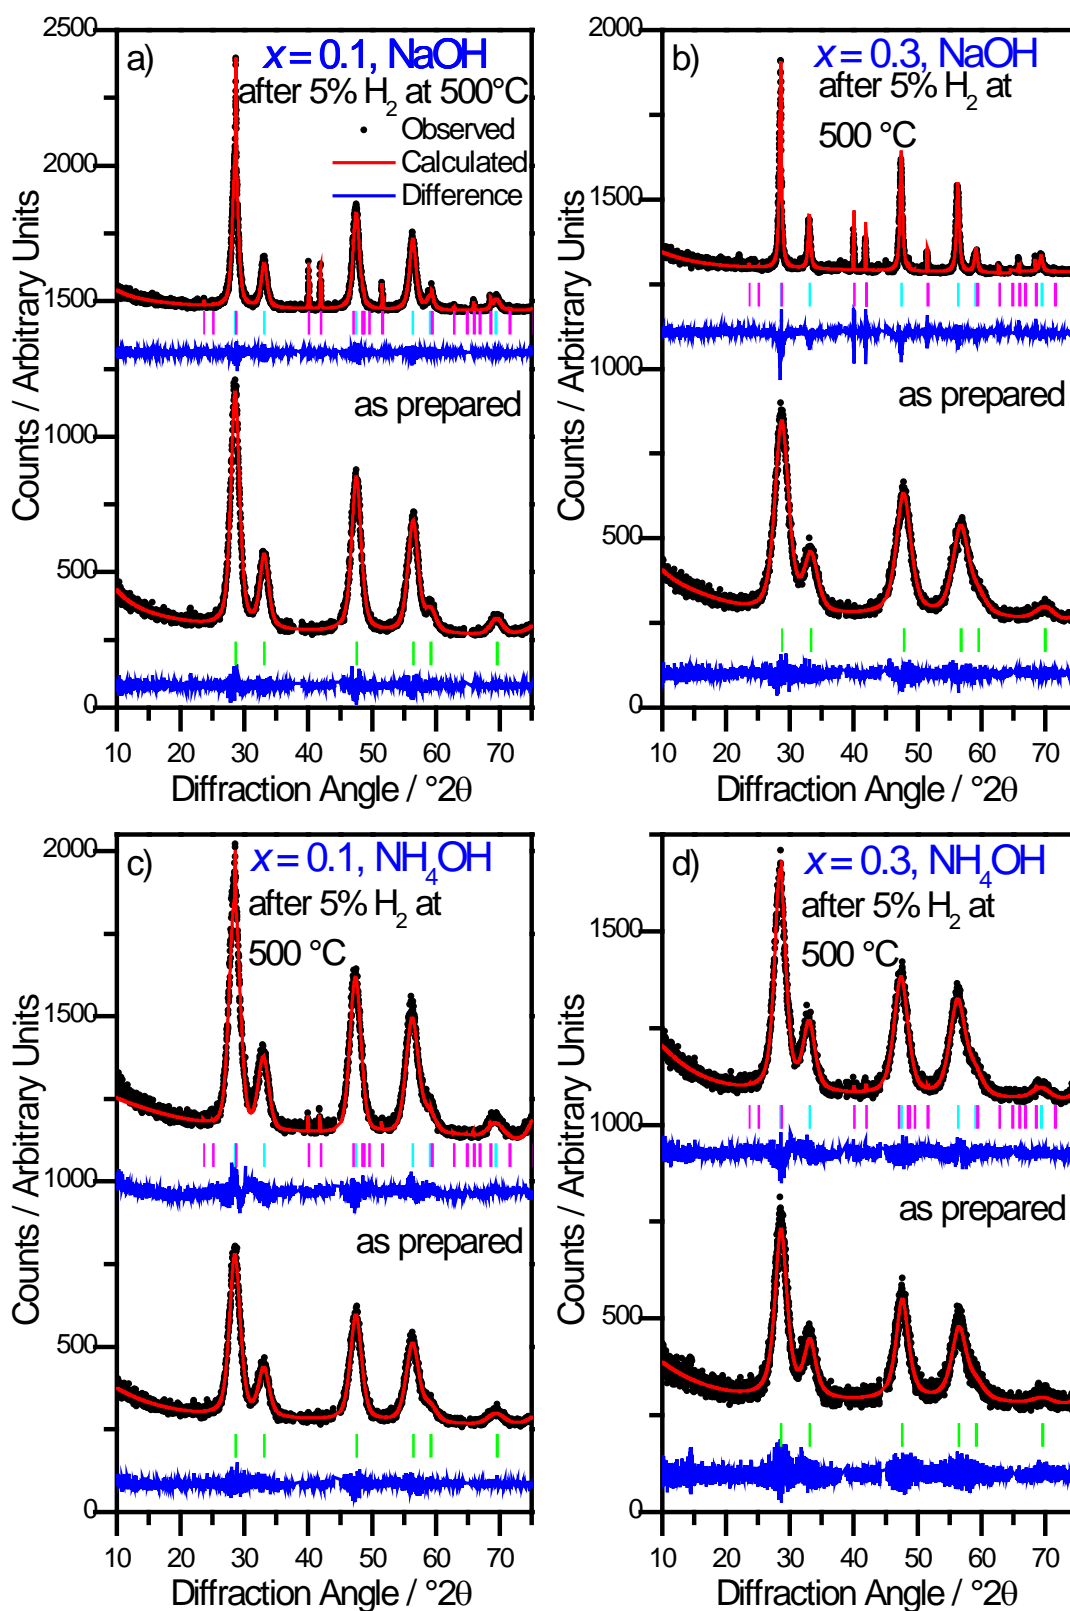 a)
x = 0.1, NaOH
after 5% H₂ at 500°C
Observed
Calculated
Difference
as prepared
Counts / Arbitrary Units
2500
2000
1500
1000
500
0
10 20 30 40 50 60 70
Diffraction Angle / °2θ
b)
x = 0.3, NaOH
after 5% H₂ at
500 °C
as prepared
Counts / Arbitrary Units
2000
1500
1000
500
0
10 20 30 40 50 60 70
Diffraction Angle / °2θ
c)
x = 0.1, NH₄OH
after 5% H₂ at
500 °C
as prepared
Counts / Arbitrary Units
2000
1500
1000
500
0
10 20 30 40 50 60 70
Diffraction Angle / °2θ
d)
x = 0.3, NH₄OH
after 5% H₂ at
500 °C
as prepared
Counts / Arbitrary Units
1500
1000
500
0
10 20 30 40 50 60 70
Diffraction Angle / °2θ